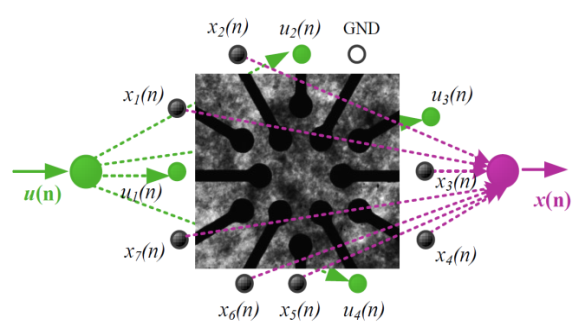 x2(n) u2(n) GND
x1(n) u3(n)
u(n) u1(n) x3(n) x(n)
x7(n) x4(n)
x6(n) x5(n) u4(n)